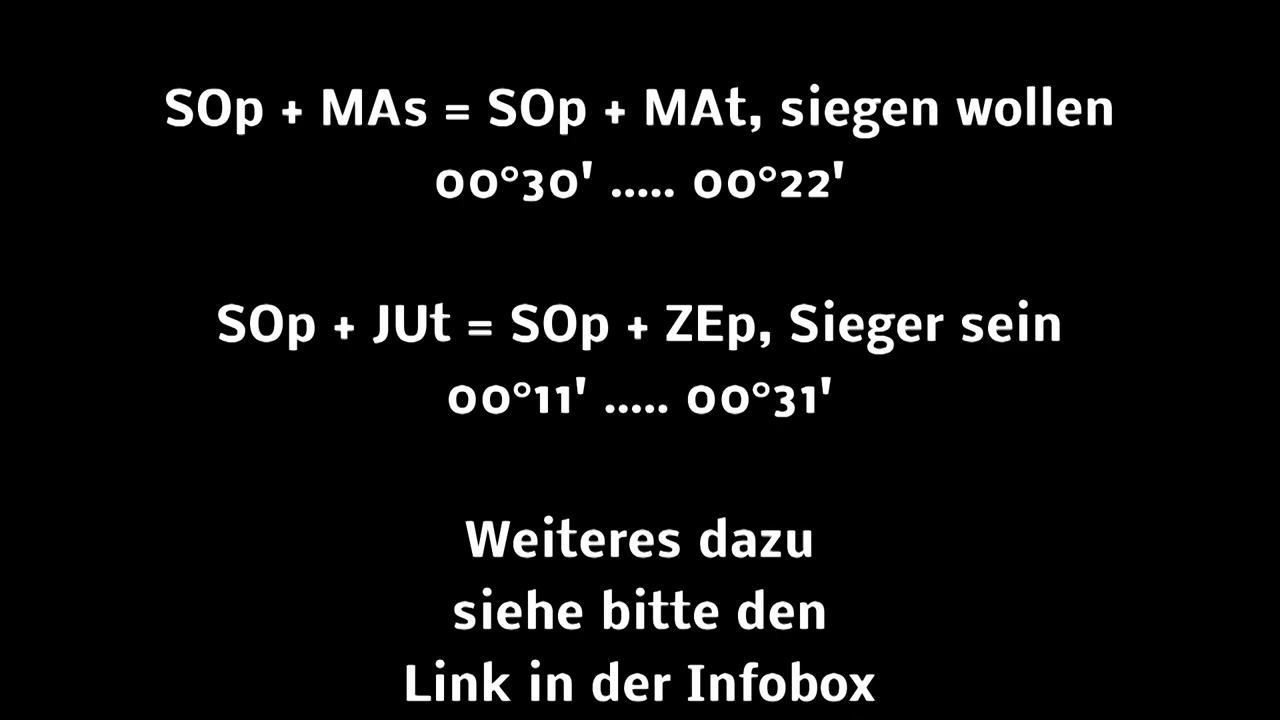 SOp + MAs = SOp + MAt, siegen wollen
00°30' ..... 00°22'
SOp + JUt = SOp + ZEp, Sieger sein
00°11' ..... 00°31'
Weiteres dazu
siehe bitte den
Link in der Infobox